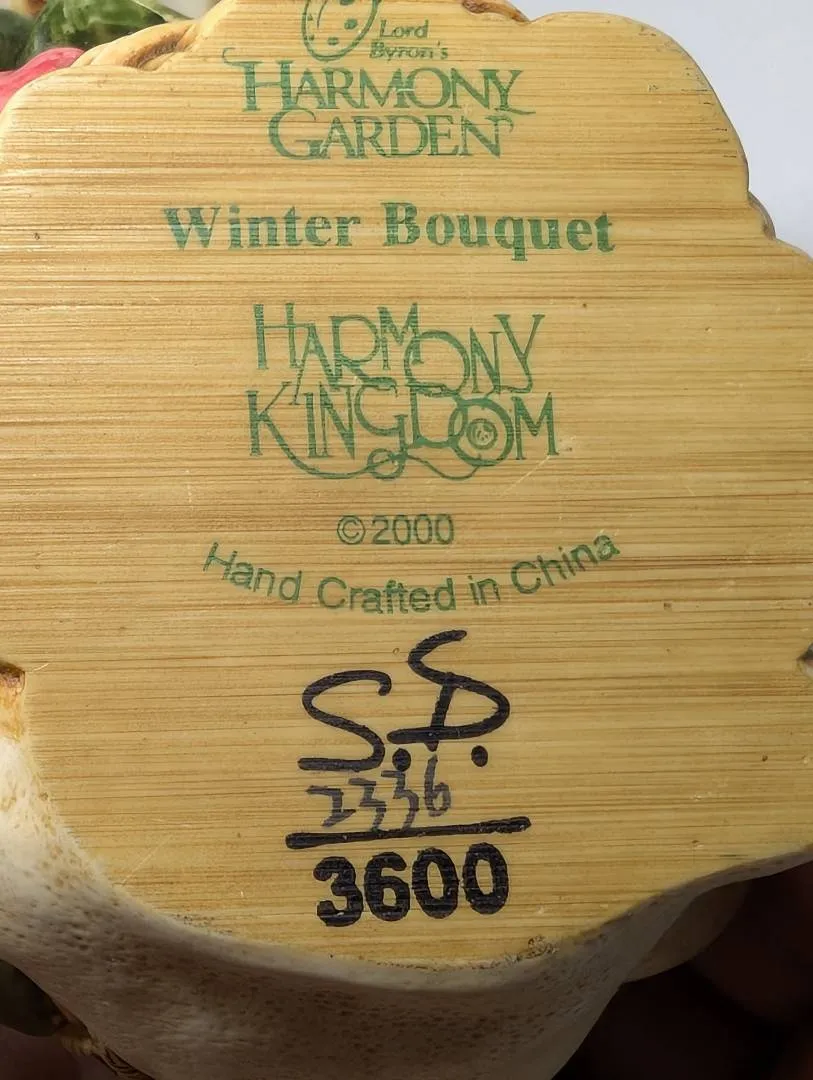 Lord
Byron's
HARMONY
GARDEN
Winter Bouquet
HARMONY
KINGDOM
©2000
Hand Crafted in China
S.D.
2336
3600